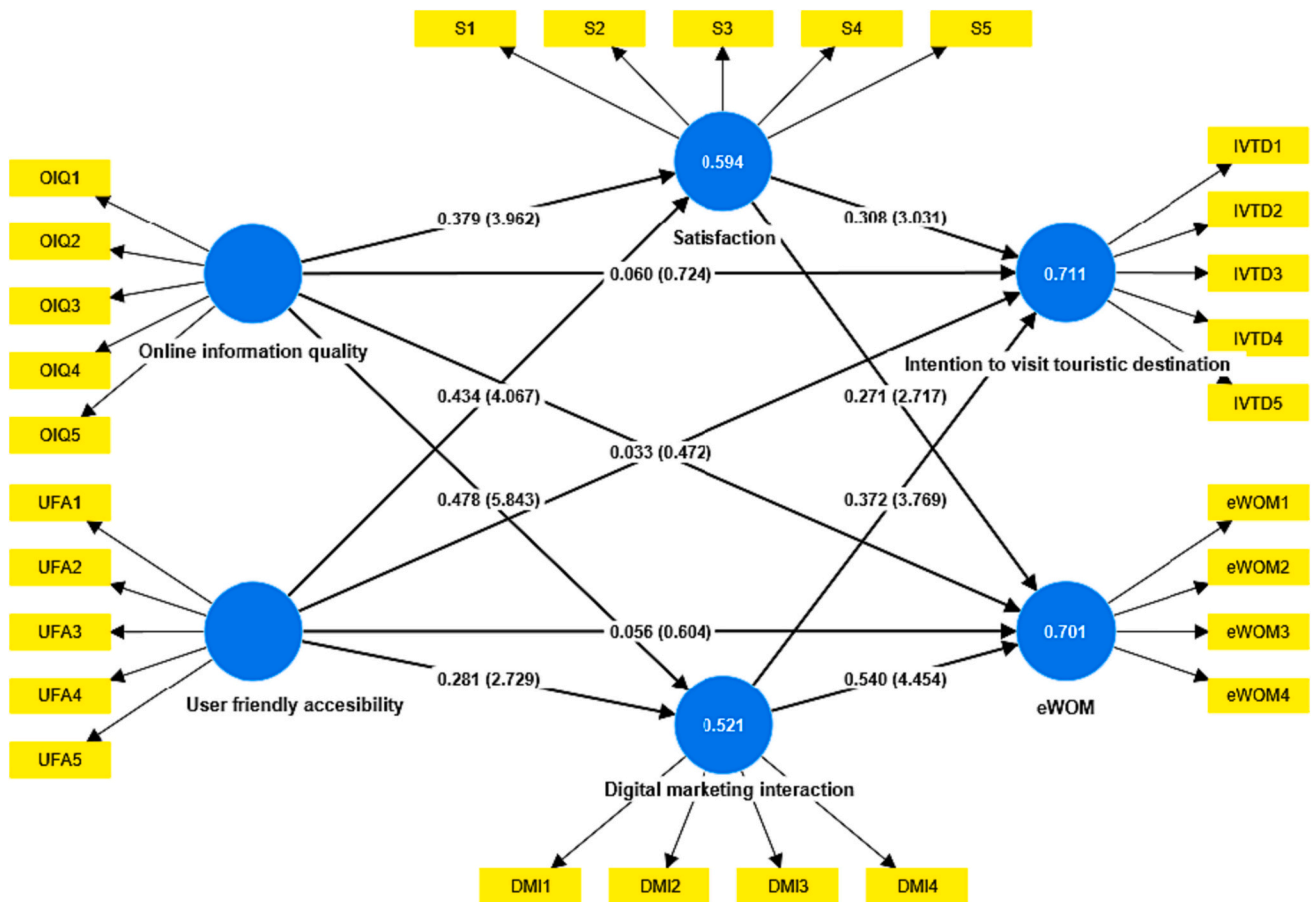 S1
S2
S3
S4
S5
OIQ1
OIQ2
OIQ3
OIQ4
OIQ5
UFA1
UFA2
UFA3
UFA4
UFA5
0.594
Satisfaction
Online information quality
User friendly accesibility
0.379 (3.962)
0.308 (3.031)
0.060 (0.724)
0.434 (4.067)
0.271 (2.717)
0.033 (0.472)
0.478 (5.843)
0.372 (3.769)
0.056 (0.604)
0.281 (2.729)
0.540 (4.454)
0.711
Intention to visit touristic destination
0.701
eWOM
0.521
Digital marketing interaction
IVTD1
IVTD2
IVTD3
IVTD4
IVTD5
eWOM1
eWOM2
eWOM3
eWOM4
DMI1
DMI2
DMI3
DMI4